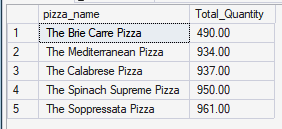 pizza_name Total_Quantity
1 The Brie Carre Pizza 490.00
2 The Mediterranean Pizza 934.00
3 The Calabrese Pizza 937.00
4 The Spinach Supreme Pizza 950.00
5 The Soppressata Pizza 961.00